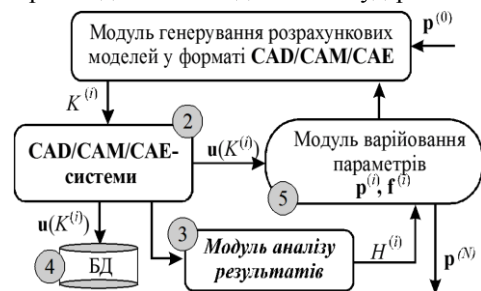 Модуль генерування розрахункових
моделей у форматі CAD/CAM/CAE
p^(0)
K^(i)
2
CAD/CAM/CAE-
системи
u(K^(i))
Модуль варійовання
параметрів
p^(i), f^(i)
5
u(K^(i))
3
Модуль аналізу
результатів
H^(i)
p^(N)
4
БД